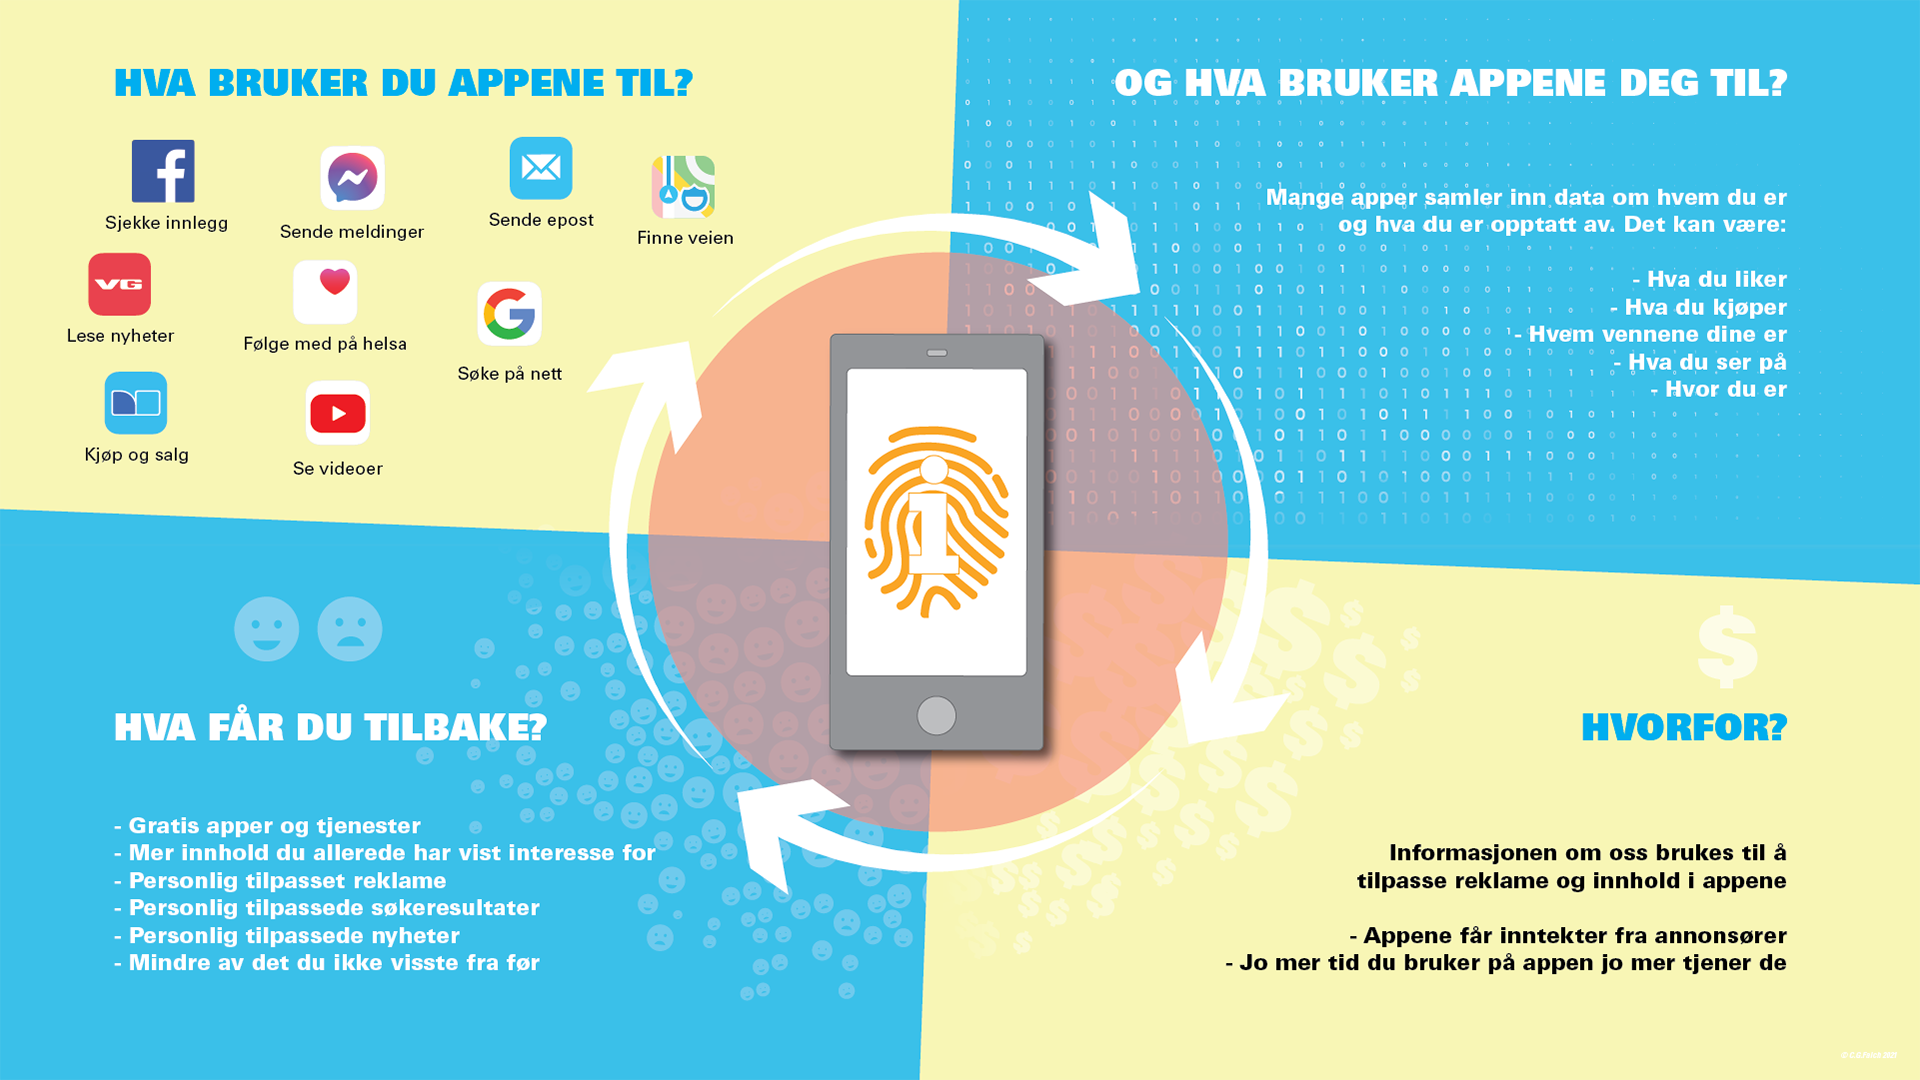 HVA BRUKER DU APPENE TIL?
Sjekke innlegg
Sende meldinger
Sende epost
Finne veien
VG
Lese nyheter
Følge med på helsa
Søke på nett
Kjøp og salg
Se videoer
OG HVA BRUKER APPENE DEG TIL?
Mange apper samler inn data om hvem du er
og hva du er opptatt av. Det kan være:
- Hva du liker
- Hva du kjøper
- Hvem vennene dine er
- Hva du ser på
- Hvor du er
HVA FÅR DU TILBAKE?
- Gratis apper og tjenester
- Mer innhold du allerede har vist interesse for
- Personlig tilpasset reklame
- Personlig tilpassede søkeresultater
- Personlig tilpassede nyheter
- Mindre av det du ikke visste fra før
HVORFOR?
Informasjonen om oss brukes til å
tilpasse reklame og innhold i appene
- Appene får inntekter fra annonsører
- Jo mer tid du bruker på appen jo mer tjener de